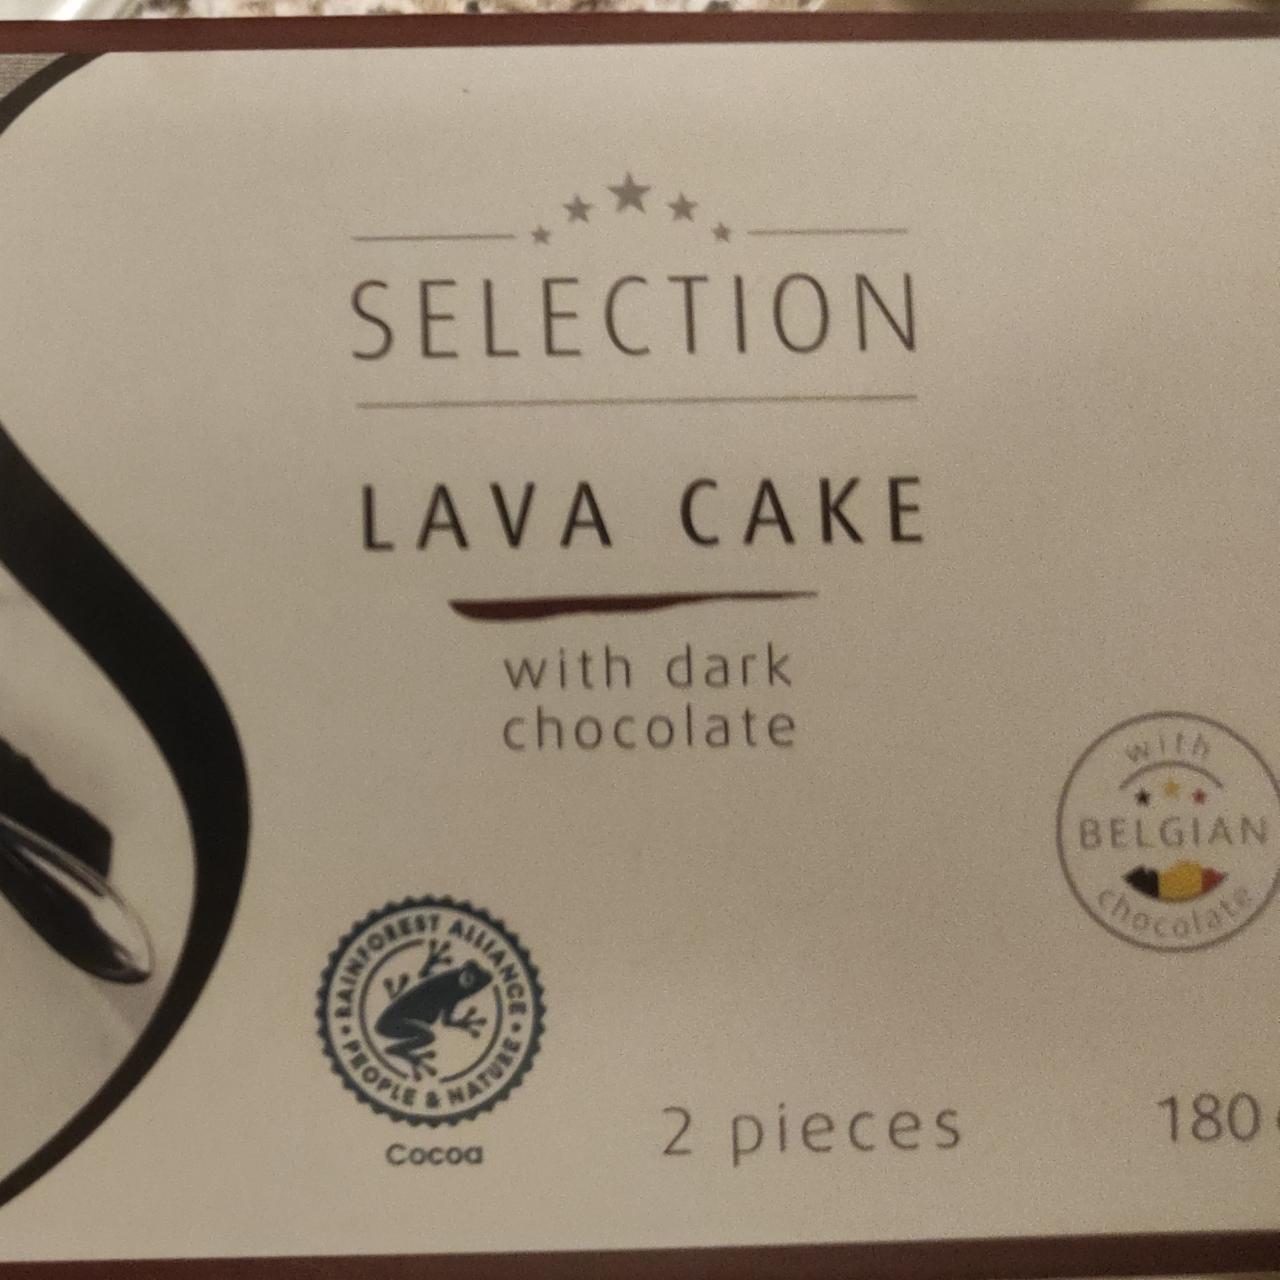 SELECTION
LAVA CAKE
with dark
chocolate
with
BELGIAN
chocolate
RAINFOREST ALLIANCE
PEOPLE & NATURE
Cocoa
2 pieces
180